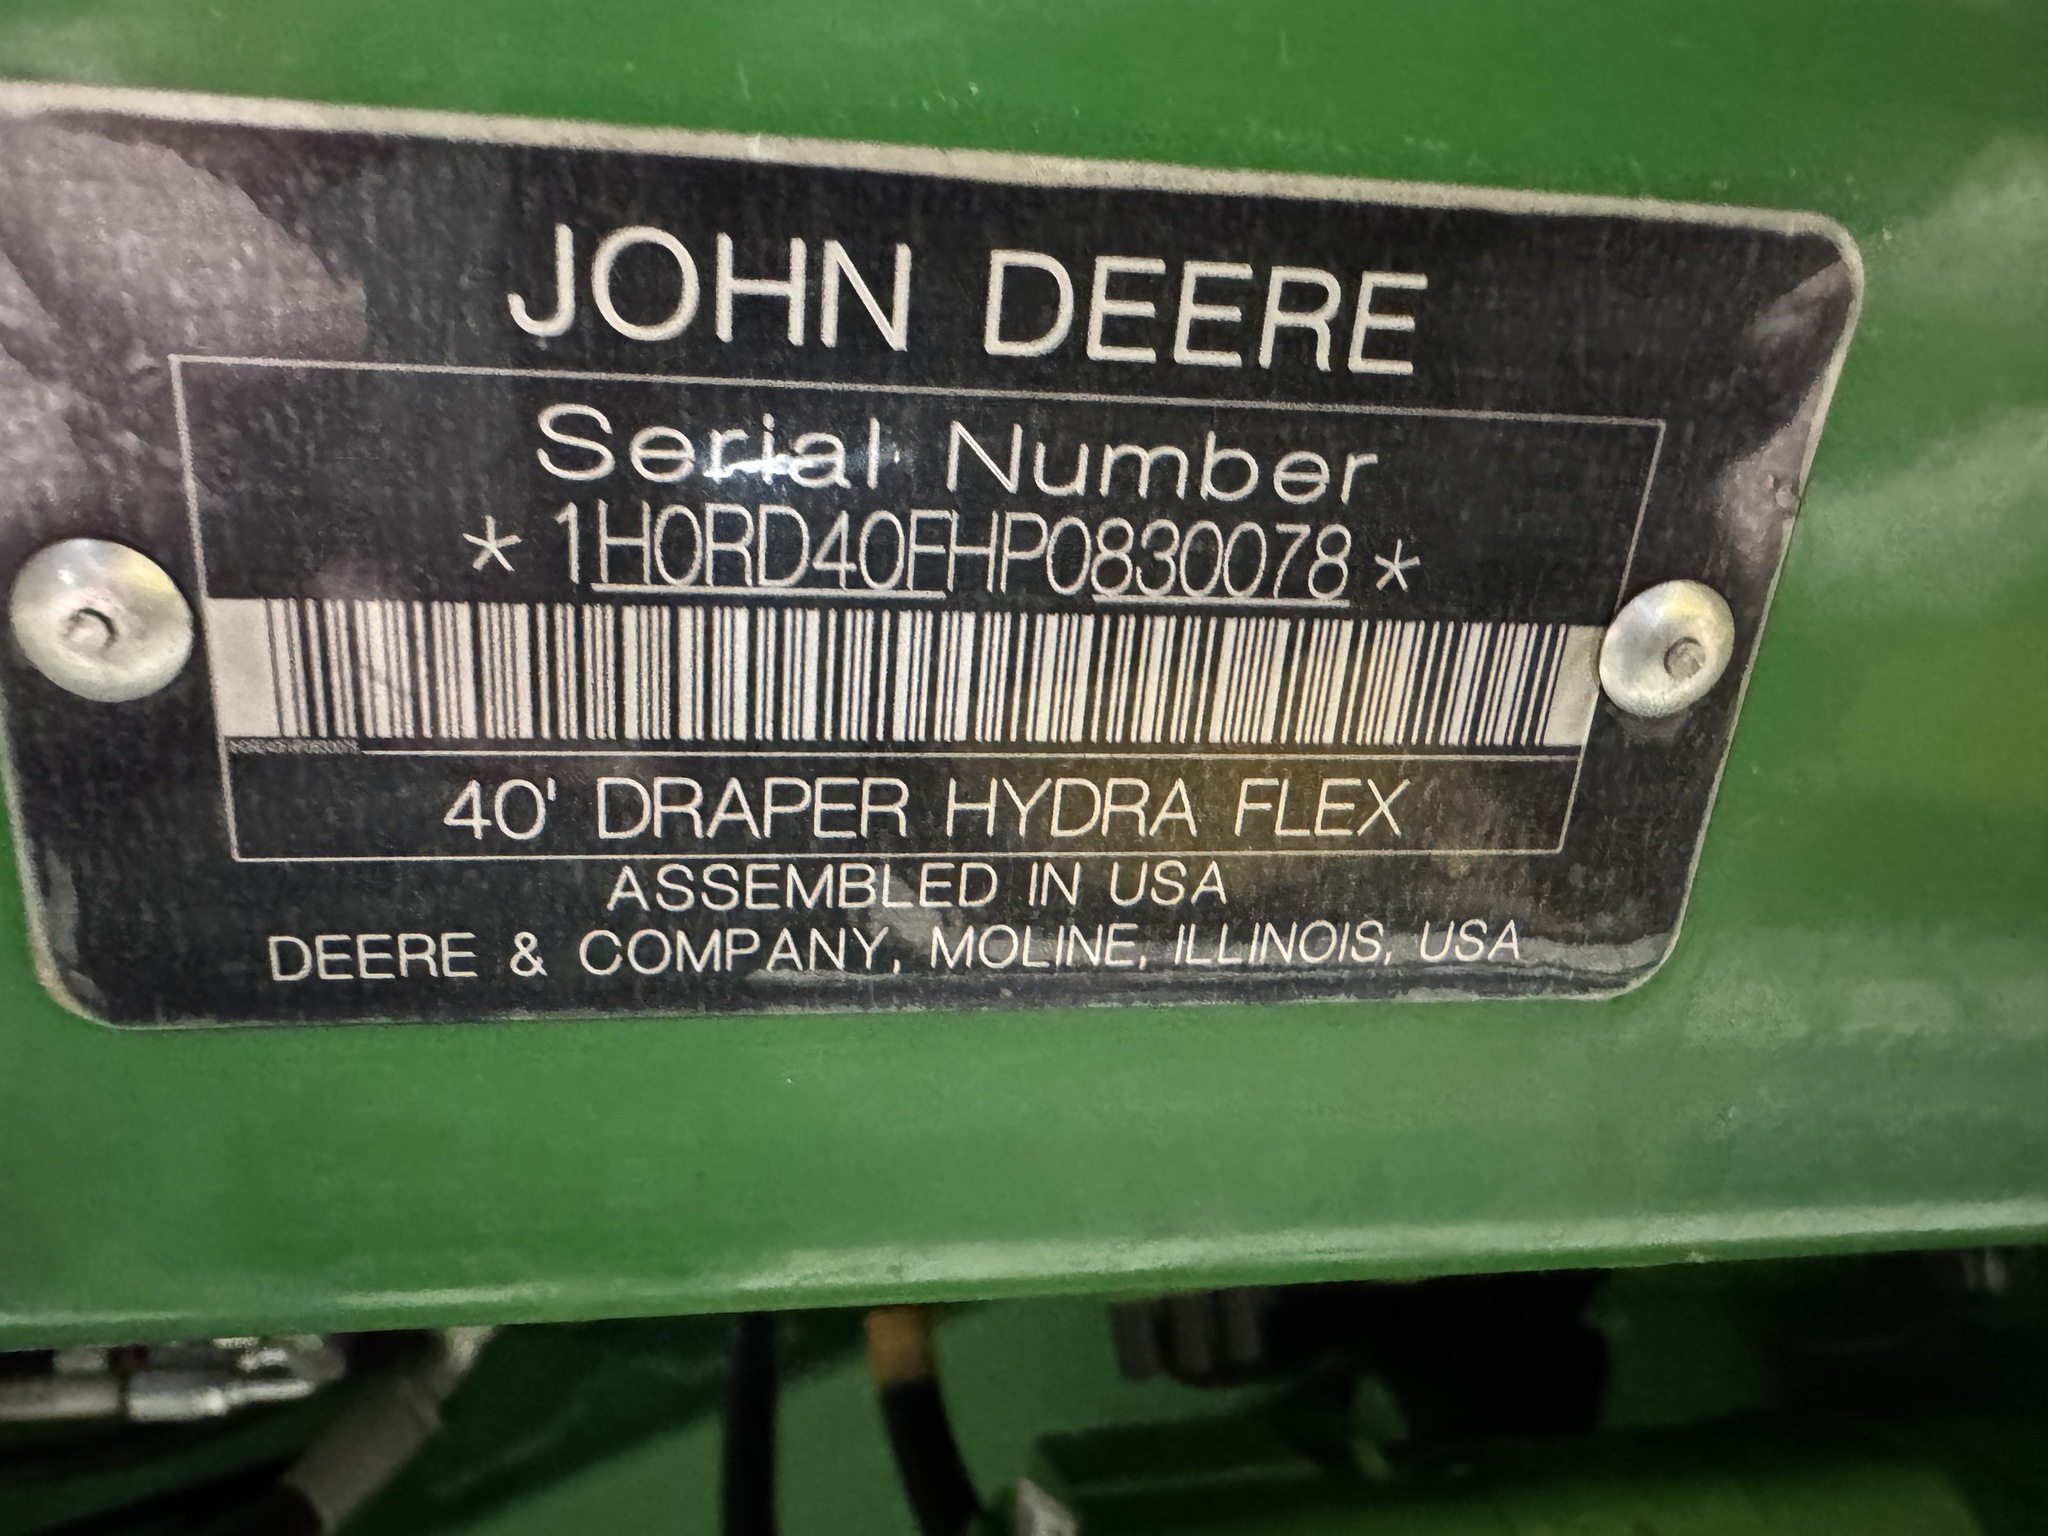 JOHN DEERE
Serial Number
* 1H0RD40FHP0830078 *
40' DRAPER HYDRA FLEX
ASSEMBLED IN USA
DEERE & COMPANY, MOLINE, ILLINOIS, USA